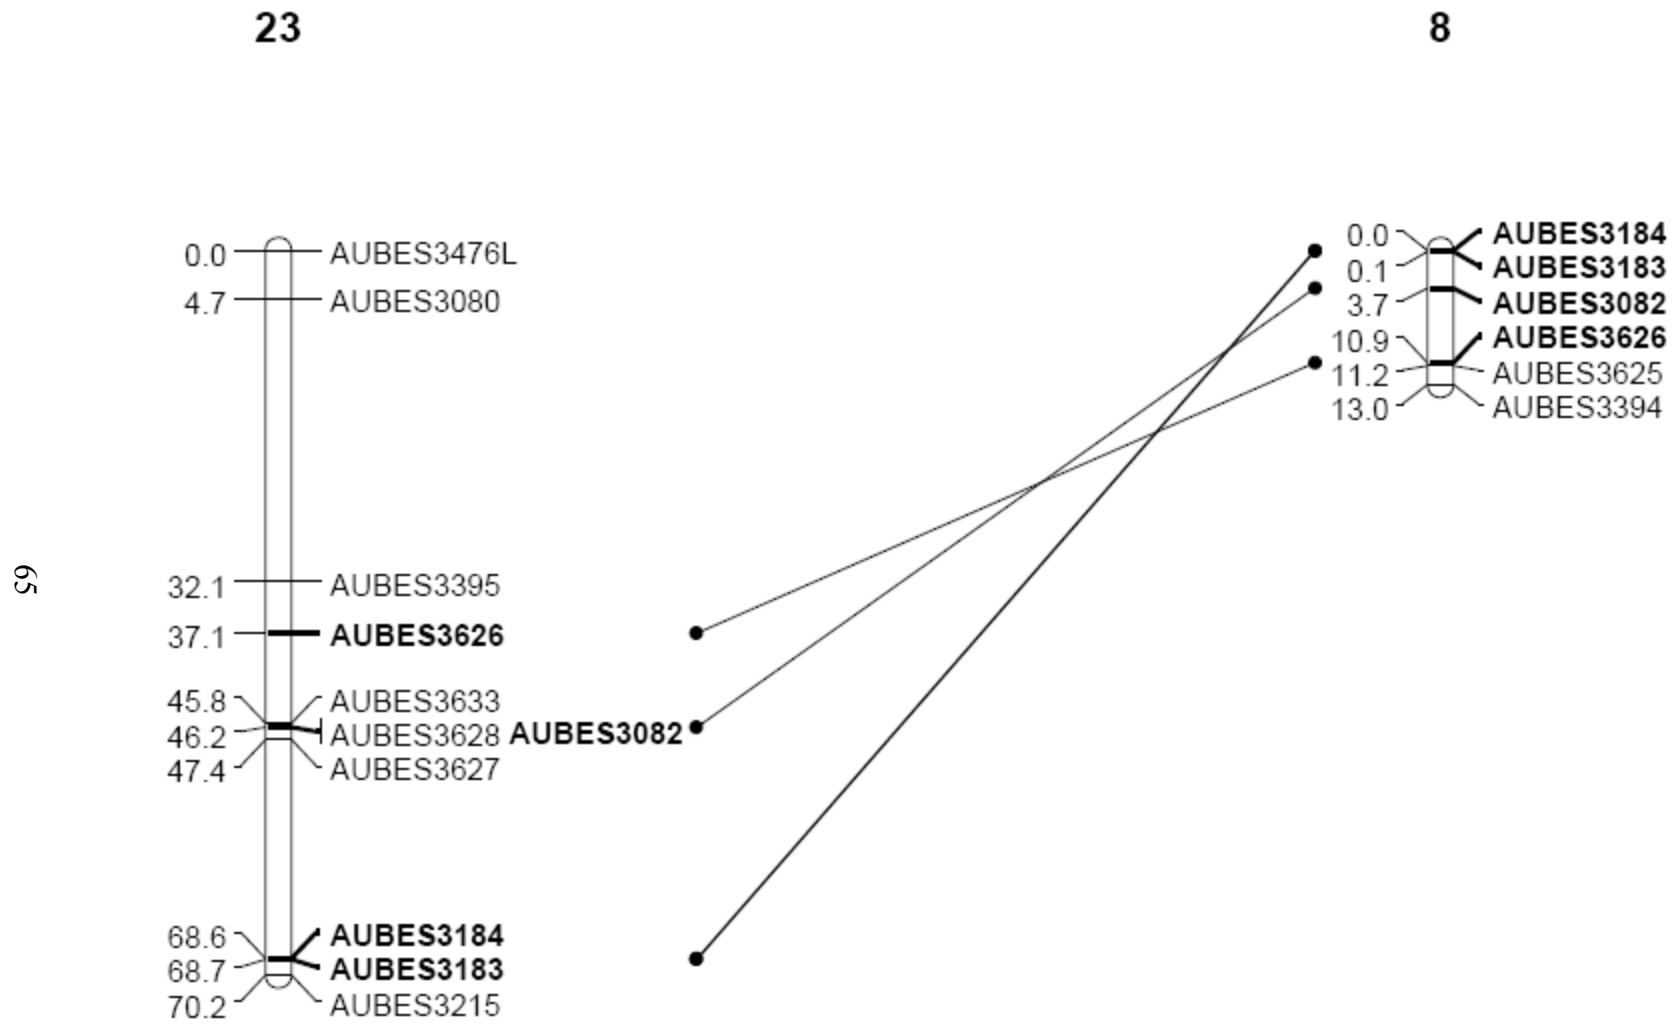 23
8
0.0 AUBES3476L
4.7 AUBES3080
32.1 AUBES3395
37.1 AUBES3626
45.8 AUBES3633
46.2 AUBES3628 AUBES3082
47.4 AUBES3627
68.6 AUBES3184
68.7 AUBES3183
70.2 AUBES3215
0.0 AUBES3184
0.1 AUBES3183
3.7 AUBES3082
10.9 AUBES3626
11.2 AUBES3625
13.0 AUBES3394
65